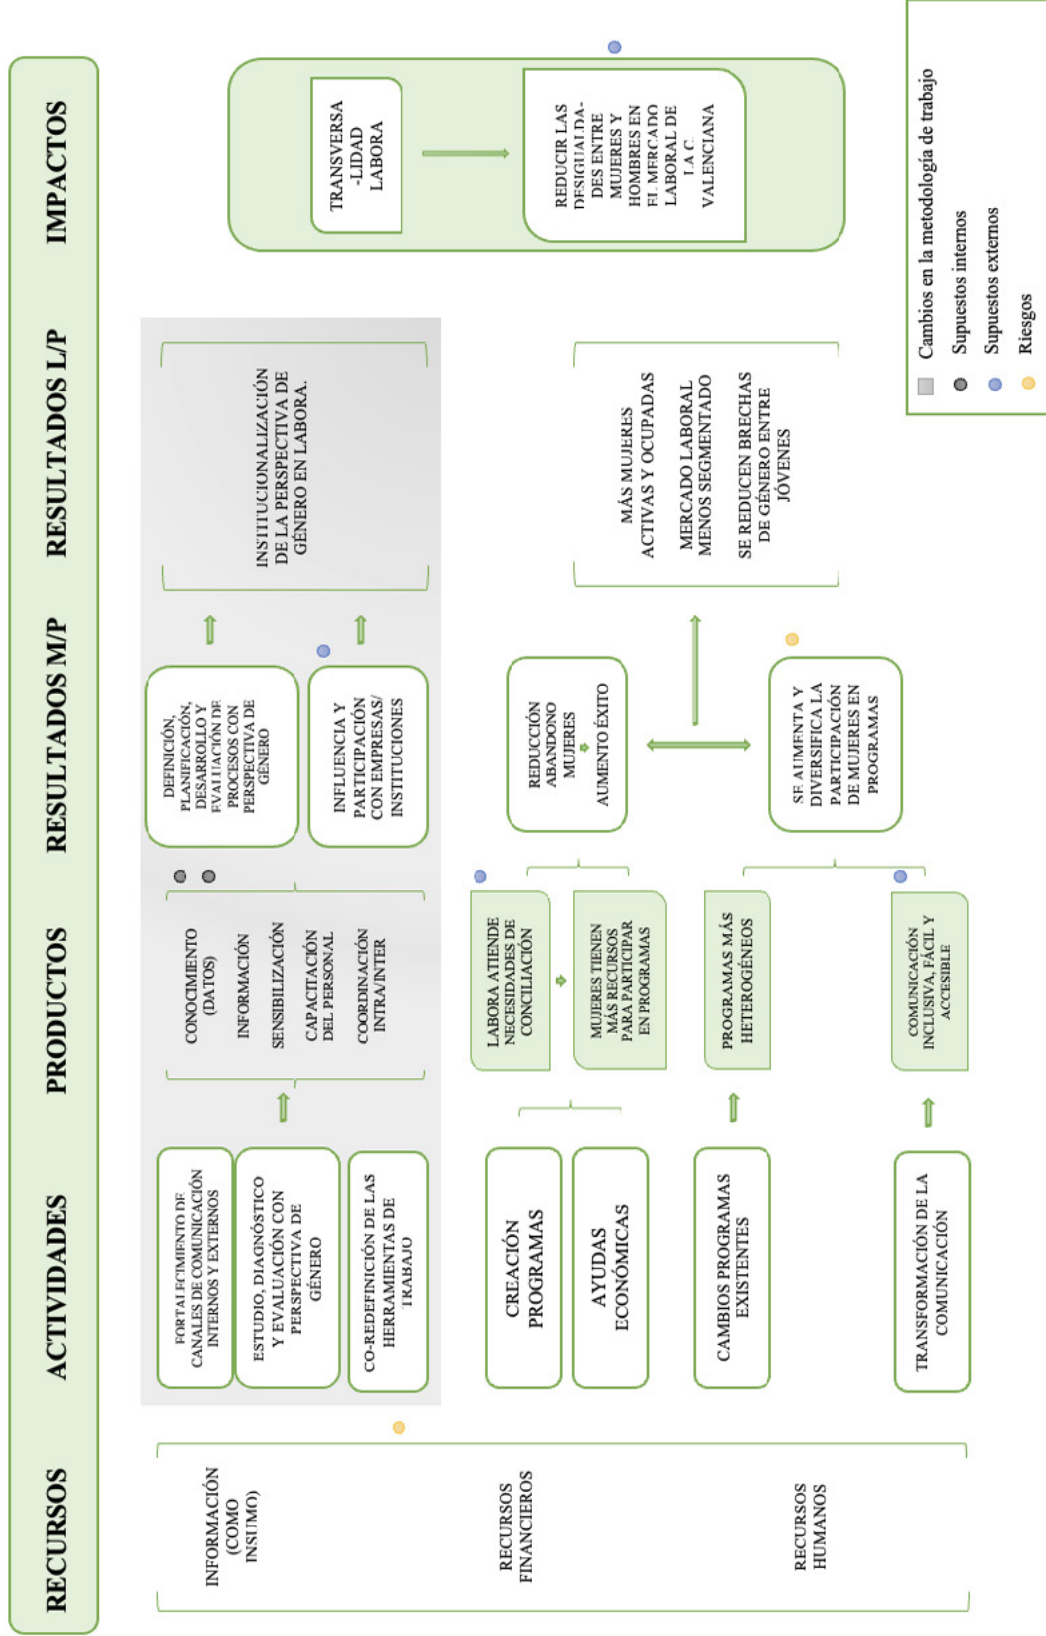 RECURSOS
ACTIVIDADES
PRODUCTOS
RESULTADOS M/P
RESULTADOS L/P
IMPACTOS
INFORMACIÓN
(COMO
INSUMO)
RECURSOS
FINANCIEROS
RECURSOS
HUMANOS
FORTALECIMIENTO DE
CANALES DE COMUNICACIÓN
INTERNOS Y EXTERNOS
ESTUDIO, DIAGNÓSTICO
Y EVALUACIÓN CON
PERSPECTIVA DE
GÉNERO
CO-REDEFINICIÓN DE LAS
HERRAMIENTAS DE
TRABAJO
CREACIÓN
PROGRAMAS
AYUDAS
ECONÓMICAS
CAMBIOS PROGRAMAS
EXISTENTES
TRANSFORMACIÓN DE LA
COMUNICACIÓN
CONOCIMIENTO
(DATOS)
INFORMACIÓN
SENSIBILIZACIÓN
CAPACITACIÓN
DEL PERSONAL
COORDINACIÓN
INTRA/INTER
LABORA ATIENDE
NECESIDADES DE
CONCILIACIÓN
MUJERES TIENEN
MÁS RECURSOS
PARA PARTICIPAR
EN PROGRAMAS
PROGRAMAS MÁS
HETEROGÉNEOS
COMUNICACIÓN
INCLUSIVA, FÁCIL Y
ACCESIBLE
DEFINICIÓN,
PLANIFICACIÓN,
DESARROLLO Y
EVALUACIÓN DE
PROCESOS CON
PERSPECTIVA DE
GÉNERO
INFLUENCIA Y
PARTICIPACIÓN
CON EMPRESAS/
INSTITUCIONES
REDUCCIÓN
ABANDONO
MUJERES
AUMENTO ÉXITO
SE AUMENTA Y
DIVERSIFICA LA
PARTICIPACIÓN
DE MUJERES EN
PROGRAMAS
INSTITUCIONALIZACIÓN
DE LA PERSPECTIVA DE
GÉNERO EN LABORA.
MÁS MUJERES
ACTIVAS Y OCUPADAS
MERCADO LABORAL
MENOS SEGMENTADO
SE REDUCEN BRECHAS
DE GÉNERO ENTRE
JÓVENES
TRANSVERSA
-LIDAD
LABORA
REDUCIR LAS
DESIGUALDA-
DES ENTRE
MUJERES Y
HOMBRES EN
EL MERCADO
LABORAL DE
LA C.
VALENCIANA
Cambios en la metodología de trabajo
Supuestos internos
Supuestos externos
Riesgos